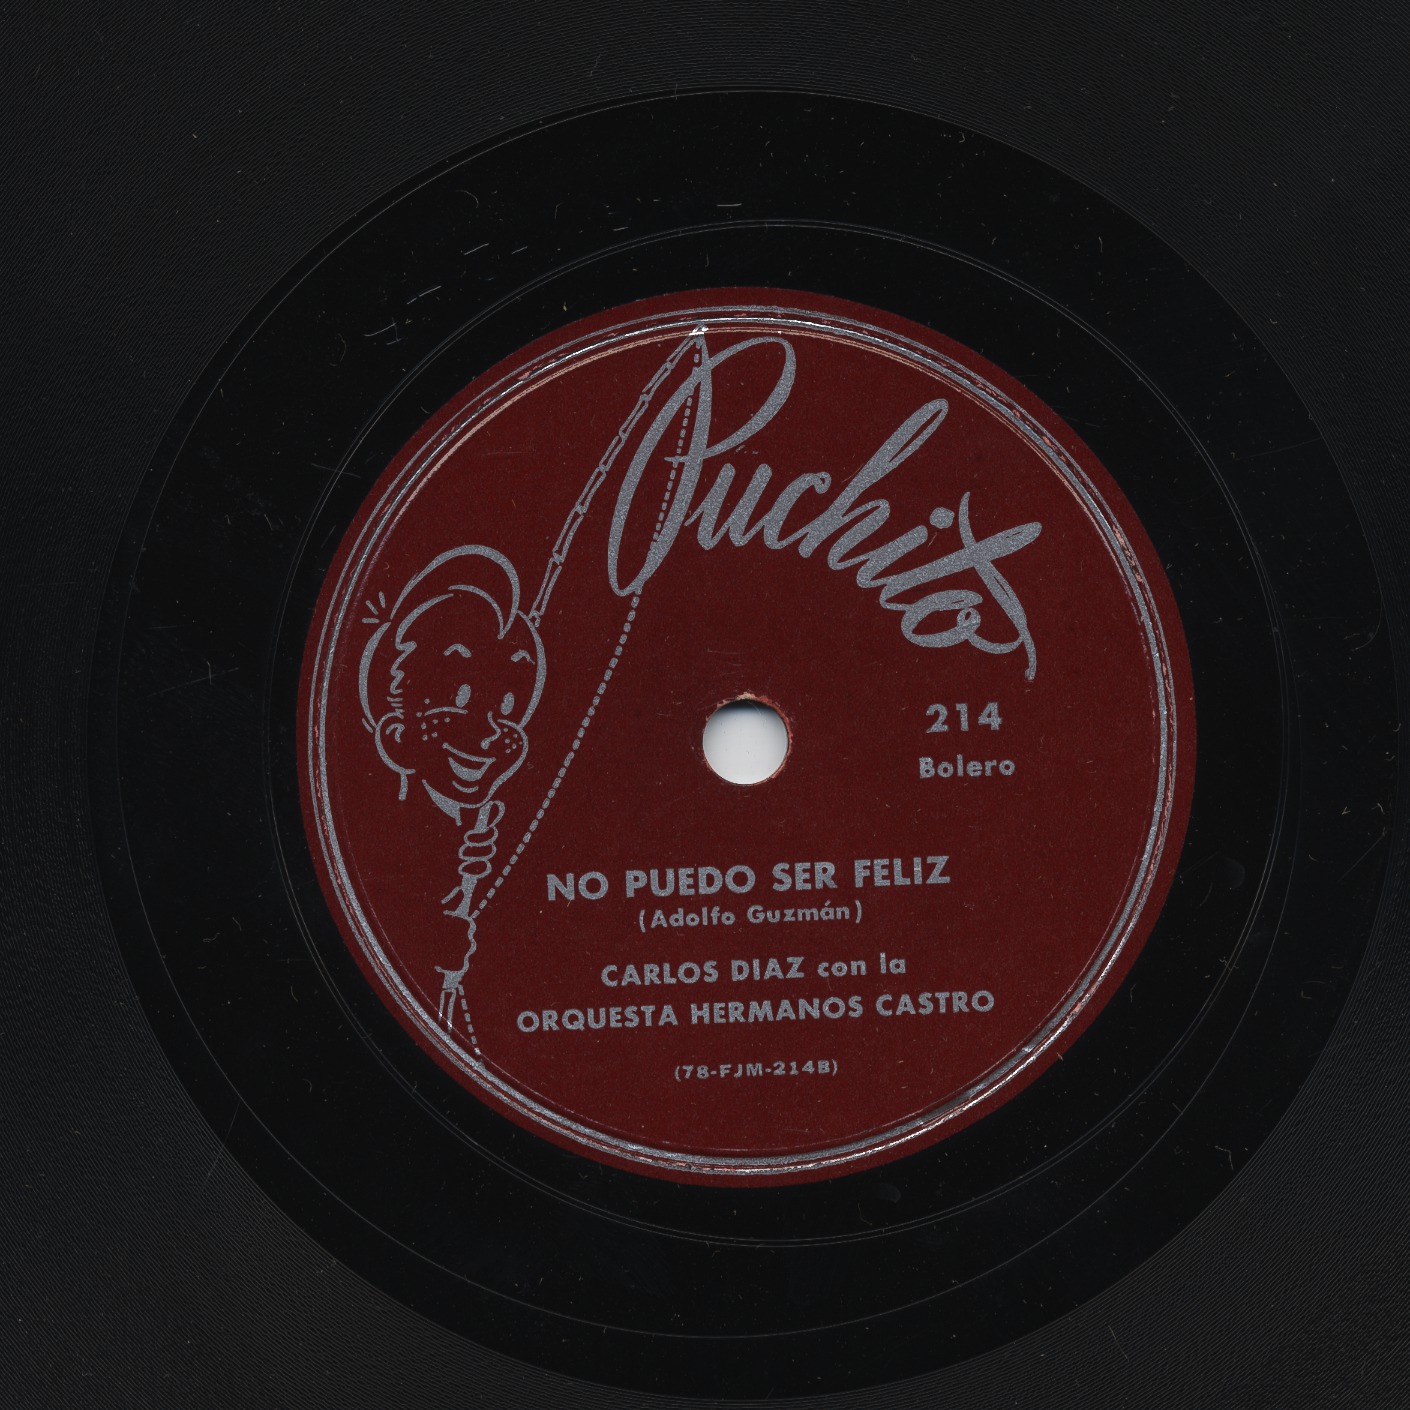 Puchito
214
Bolero
NO PUEDO SER FELIZ
(Adolfo Guzmán)
CARLOS DIAZ con la
ORQUESTA HERMANOS CASTRO
(78-FJM-214B)